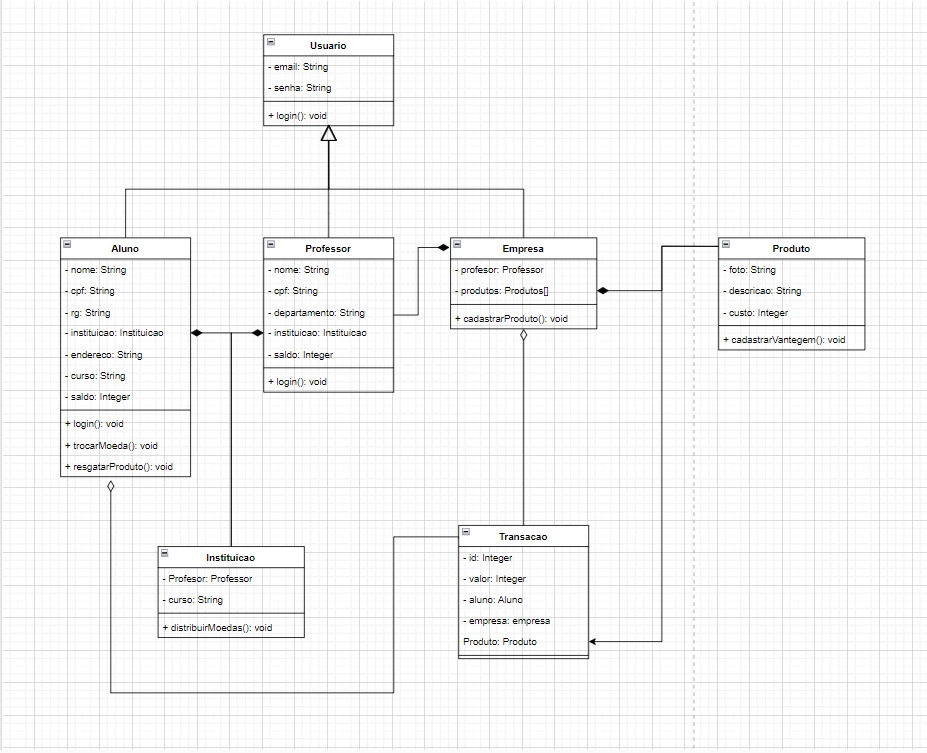 Usuario
- email: String
- senha: String
+ login(): void
Aluno
- nome: String
- cpf: String
- rg: String
- instituicao: Instituicao
- endereco: String
- curso: String
- saldo: Integer
+ login(): void
+ trocarMoeda(): void
+ resgatarProduto(): void
Professor
- nome: String
- cpf: String
- departamento: String
- instituicao: Instituicao
- saldo: Integer
+ login(): void
Empresa
- profesor: Professor
- produtos: Produtos[]
+ cadastrarProduto(): void
Produto
- foto: String
- descricao: String
- custo: Integer
+ cadastrarVantegem(): void
Instituicao
- Profesor: Professor
- curso: String
+ distribuirMoedas(): void
Transacao
- id: Integer
- valor: Integer
- aluno: Aluno
- empresa: empresa
Produto: Produto